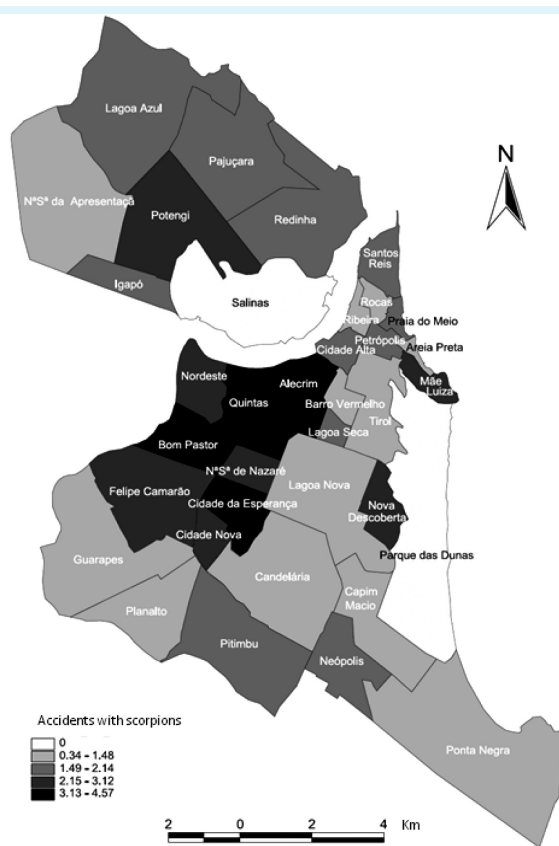 N
Lagoa Azul
Pajuçara
NªSª da Apresentaçã
Potengi
Redinha
Igapó
Salinas
Santos
Reis
Rocas
Ribeira
Praia do Meio
Petrópolis
Cidade Alta
Areia Preta
Mãe
Luiza
Nordeste
Alecrim
Quintas
Barro Vermelho
Tirol
Lagoa Seca
Bom Pastor
NªSª de Nazaré
Lagoa Nova
Felipe Camarão
Cidade da Esperança
Nova
Descoberta
Cidade Nova
Parque das Dunas
Guarapes
Candelária
Capim
Macio
Planalto
Pitimbu
Neópolis
Ponta Negra
Accidents with scorpions
0
0.34 - 1.48
1.49 - 2.14
2.15 - 3.12
3.13 - 4.57
2 0 2 4 Km